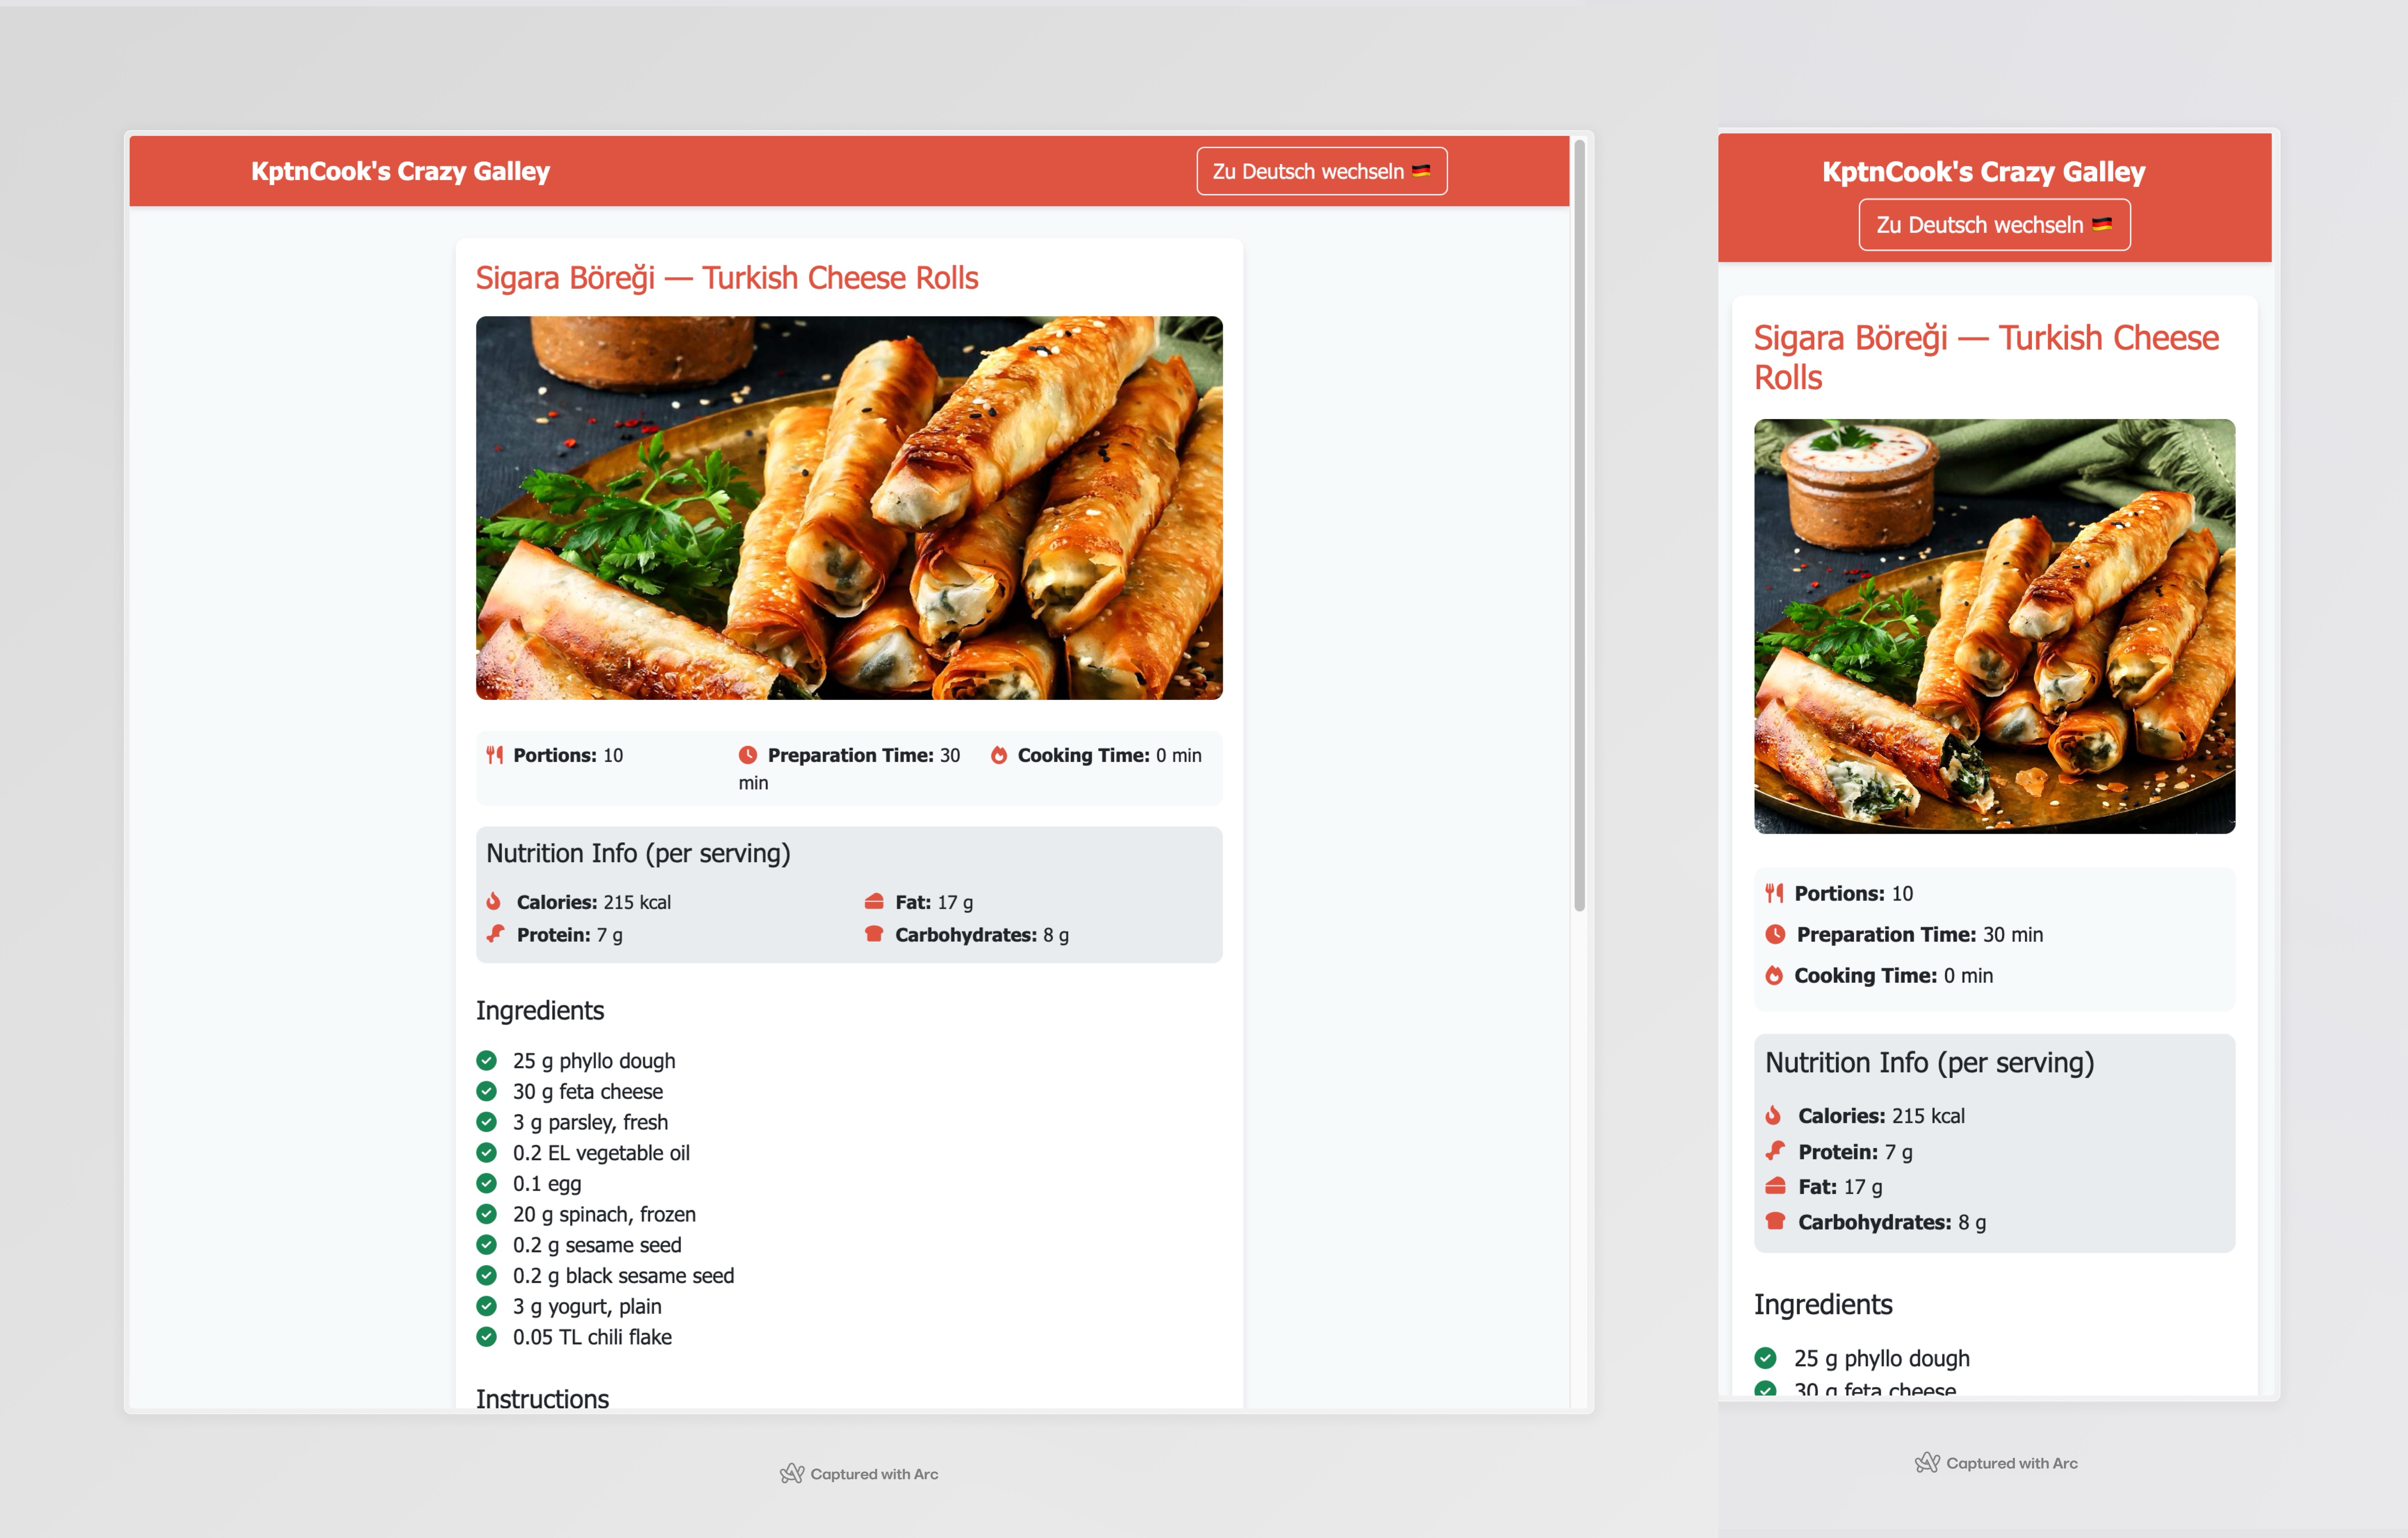 KptnCook's Crazy Galley
Zu Deutsch wechseln 🇩🇪
Sigara Böreği — Turkish Cheese Rolls
Portions: 10
Preparation Time: 30
min
Cooking Time: 0 min
Nutrition Info (per serving)
Calories: 215 kcal
Fat: 17 g
Protein: 7 g
Carbohydrates: 8 g
Ingredients
25 g phyllo dough
30 g feta cheese
3 g parsley, fresh
0.2 EL vegetable oil
0.1 egg
20 g spinach, frozen
0.2 g sesame seed
0.2 g black sesame seed
3 g yogurt, plain
0.05 TL chili flake
Instructions
Captured with Arc
KptnCook's Crazy Galley
Zu Deutsch wechseln 🇩🇪
Sigara Böreği — Turkish Cheese
Rolls
Portions: 10
Preparation Time: 30 min
Cooking Time: 0 min
Nutrition Info (per serving)
Calories: 215 kcal
Protein: 7 g
Fat: 17 g
Carbohydrates: 8 g
Ingredients
25 g phyllo dough
30 g feta cheese
Captured with Arc